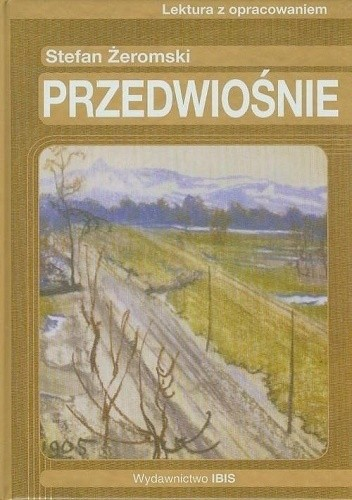 Lektura z opracowaniem
Stefan Żeromski
PRZEDWIOŚNIE
1905
Wydawnictwo IBIS